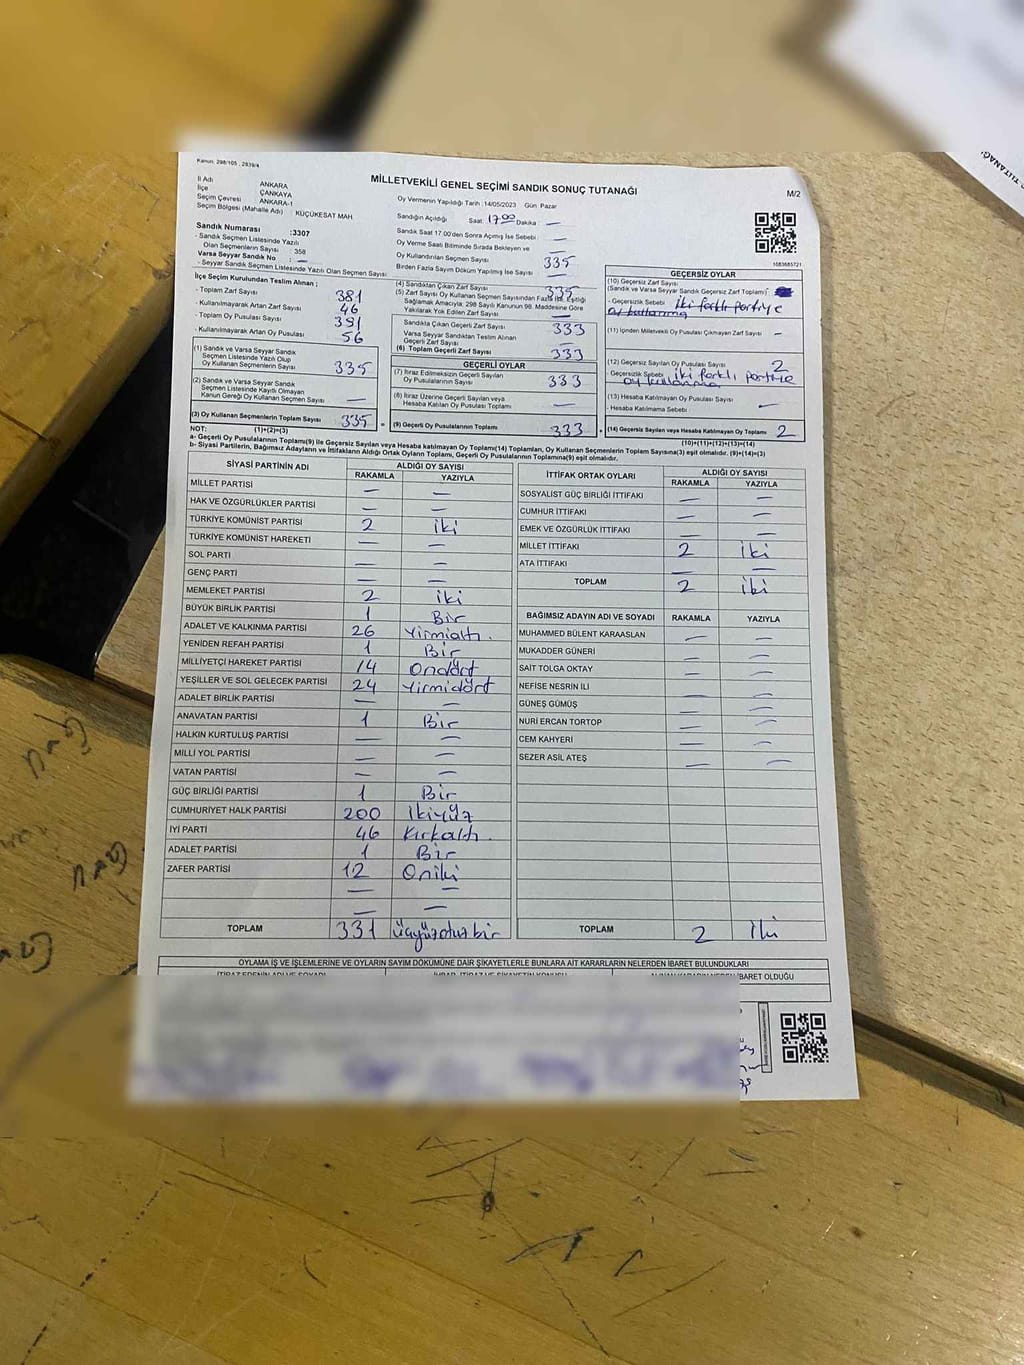 Kanun: 298/105 , 2839/4
MİLLETVEKİLİ GENEL SEÇİMİ SANDIK SONUÇ TUTANAĞI
M/2
İl Adı ANKARA
İlçe ÇANKAYA
Seçim Çevresi ANKARA-1
Seçim Bölgesi (Mahalle Adı) : KÜÇÜKESAT MAH
Sandık Numarası :3307
- Sandık Seçmen Listesinde Yazılı
Olan Seçmenlerin Sayısı : 358
Varsa Seyyar Sandık No : —
- Seyyar Sandık Seçmen Listesinde Yazılı Olan Seçmen Sayısı:
Oy Vermenin Yapıldığı Tarih :14/05/2023 Gün: Pazar
Sandığın Açıldığı Saat: 17.00 Dakika : —
Sandık Saat 17.00'den Sonra Açılmış İse Sebebi : —
Oy Verme Saati Bitiminde Sırada Bekleyen ve —
Oy Kullandırılan Seçmen Sayısı 335
Birden Fazla Sayım Döküm Yapılmış İse Sayısı : —
1083685721
İlçe Seçim Kurulundan Teslim Alınan ;
- Toplam Zarf Sayısı : 381
- Kullanılmayarak Artan Zarf Sayısı : 46
- Toplam Oy Pusulası Sayısı : 391
- Kullanılmayarak Artan Oy Pusulası : 56
(1) Sandık ve Varsa Seyyar Sandık
Seçmen Listesinde Yazılı Olup
Oy Kullanan Seçmenlerin Sayısı : 335
(2) Sandık ve Varsa Seyyar Sandık
Seçmen Listesinde Kayıtlı Olmayan
Kanun Gereği Oy Kullanan Seçmen Sayısı : —
(3) Oy Kullanan Seçmenlerin Toplam Sayısı : 335
(1)+(2)=(3)
(4) Sandıktan Çıkan Zarf Sayısı : 335
(5) Zarf Sayısı Oy Kullanan Seçmen Sayısından Fazla İse, Eşitliği
Sağlamak Amacıyla; 298 Sayılı Kanunun 98. Maddesine Göre
Yakılarak Yok Edilen Zarf Sayısı : —
Sandıkta Çıkan Geçerli Zarf Sayısı : 333
Varsa Seyyar Sandıktan Teslim Alınan
Geçerli Zarf Sayısı : —
(6) Toplam Geçerli Zarf Sayısı : 333
GEÇERLİ OYLAR
(7) İtiraz Edilmeksizin Geçerli Sayılan
Oy Pusulalarının Sayısı : 333
(8) İtiraz Üzerine Geçerli Sayılan veya
Hesaba Katılan Oy Pusulası Toplamı : —
(9) Geçerli Oy Pusulalarının Toplamı : 333
GEÇERSİZ OYLAR
(10) Geçersiz Zarf Sayısı
(Sandık ve Varsa Seyyar Sandık Geçersiz Zarf Toplamı) :
- Geçersizlik Sebebi : iki farklı partiye
oy kullanma
(11) İçinden Milletvekili Oy Pusulası Çıkmayan Zarf Sayısı : —
(12) Geçersiz Sayılan Oy Pusulası Sayısı : 2
- Geçersizlik Sebebi : iki farklı partiye
oy kullanma
(13) Hesaba Katılmayan Oy Pusulası Sayısı : —
- Hesaba Katılmama Sebebi :
(14) Geçersiz Sayılan veya Hesaba Katılmayan Oy Toplamı : 2
(10)+(11)+(12)+(13)=(14)
NOT:
a- Geçerli Oy Pusulalarının Toplamı(9) ile Geçersiz Sayılan veya Hesaba katılmayan Oy Toplamı(14) Toplamları, Oy Kullanan Seçmenlerin Toplam Sayısına(3) eşit olmalıdır. (9)+(14)=(3)
b- Siyasi Partilerin, Bağımsız Adayların ve İttifakların Aldığı Ortak Oyların Toplamı, Geçerli Oy Pusulalarının Toplamına(9) eşit olmalıdır.
SİYASİ PARTİNİN ADI ALDIĞI OY SAYISI
RAKAMLA YAZIYLA
MİLLET PARTİSİ — —
HAK VE ÖZGÜRLÜKLER PARTİSİ — —
TÜRKİYE KOMÜNİST PARTİSİ 2 iki
TÜRKİYE KOMÜNİST HAREKETİ — —
SOL PARTİ — —
GENÇ PARTİ — —
MEMLEKET PARTİSİ 2 iki
BÜYÜK BİRLİK PARTİSİ 1 Bir
ADALET VE KALKINMA PARTİSİ 26 Yirmialtı.
YENİDEN REFAH PARTİSİ 1 Bir
MİLLİYETÇİ HAREKET PARTİSİ 14 Ondört
YEŞİLLER VE SOL GELECEK PARTİSİ 24 Yirmidört
ADALET BİRLİK PARTİSİ — —
ANAVATAN PARTİSİ 1 Bir
HALKIN KURTULUŞ PARTİSİ — —
MİLLİ YOL PARTİSİ — —
VATAN PARTİSİ — —
GÜÇ BİRLİĞİ PARTİSİ 1 Bir
CUMHURİYET HALK PARTİSİ 200 İkiyüz
İYİ PARTİ 46 Kırkaltı.
ADALET PARTİSİ 1 Bir
ZAFER PARTİSİ 12 Oniki
— —
— —
TOPLAM 331 üçyüzotuzbir
İTTİFAK ORTAK OYLARI ALDIĞI OY SAYISI
RAKAMLA YAZIYLA
SOSYALİST GÜÇ BİRLİĞİ İTTİFAKI — —
CUMHUR İTTİFAKI — —
EMEK VE ÖZGÜRLÜK İTTİFAKI — —
MİLLET İTTİFAKI 2 iki
ATA İTTİFAKI — —
TOPLAM 2 iki
BAĞIMSIZ ADAYIN ADI VE SOYADI RAKAMLA YAZIYLA
MUHAMMED BÜLENT KARAASLAN — —
MUKADDER GÜNERİ — —
SAİT TOLGA OKTAY — —
NEFİSE NESRİN İLİ — —
GÜNEŞ GÜMÜŞ — —
NURİ ERCAN TORTOP — —
CEM KAHYERİ — —
SEZER ASİL ATEŞ — —
TOPLAM 2 iki
OYLAMA İŞ VE İŞLEMLERİNE VE OYLARIN SAYIM DÖKÜMÜNE DAİR ŞİKAYETLERLE BUNLARA AİT KARARLARIN NELERDEN İBARET BULUNDUKLARI
İBARET OLDUĞU